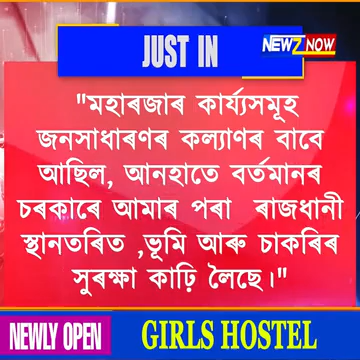 JUST IN
NEWZ NOW
"মহাৰজাৰ কাৰ্য্যসমূহ
জনসাধাৰণৰ কল্যাণৰ বাবে
আছিল, আনহাতে বৰ্তমানৰ
চৰকাৰে আমাৰ পৰা ৰাজধানী
স্থানতৰিত ,ভূমি আৰু চাকৰিৰ
সুৰক্ষা কাঢ়ি লৈছে।"
NEWLY OPEN GIRLS HOSTEL